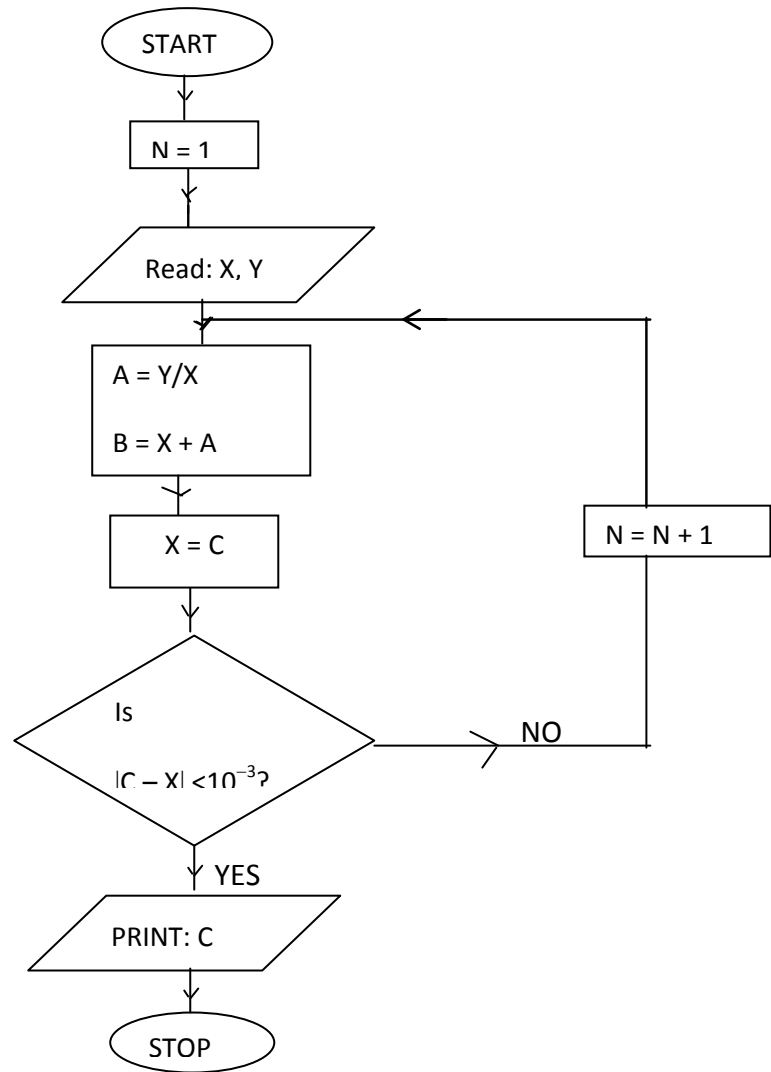 START
N = 1
Read: X, Y
A = Y/X
B = X + A
X = C
N = N + 1
Is
|C – X| <10⁻³?
NO
YES
PRINT: C
STOP